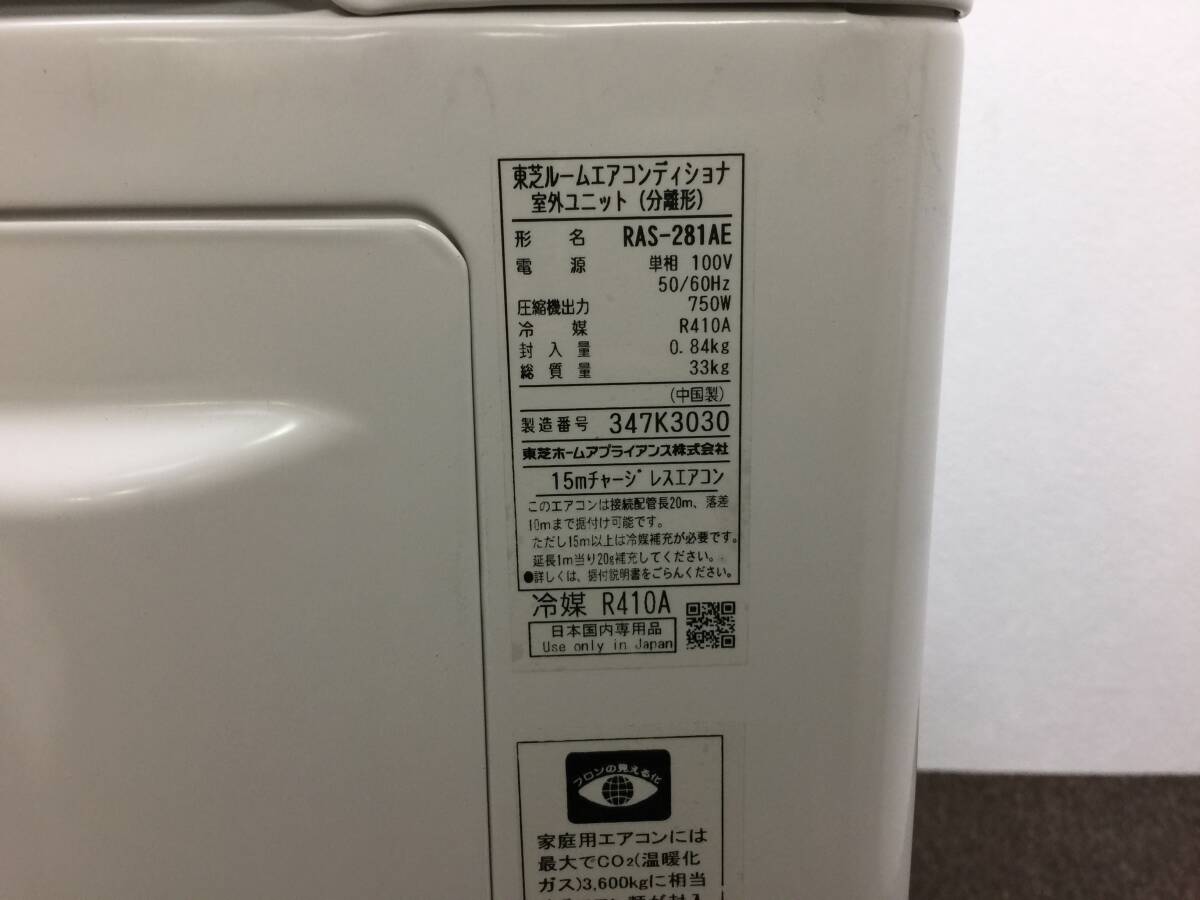 東芝ルームエアコンディショナ
室外ユニット（分離形）
形 名 RAS-281AE
電 源 単相 100V
50/60Hz
圧縮機出力 750W
冷 媒 R410A
封 入 量 0.84kg
総 質 量 33kg
（中国製）
製造番号 347K3030
東芝ホームアプライアンス株式会社
15mチャージレスエアコン
このエアコンは接続配管長20m、落差
10mまで据付け可能です。
ただし15m以上は冷媒補充が必要です。
延長1m当り20g補充してください。
●詳しくは、据付説明書をごらんください。
冷媒 R410A
日本国内専用品
Use only in Japan
フロンの見える化
家庭用エアコンには
最大でCO2(温暖化
ガス)3,600kgに相当